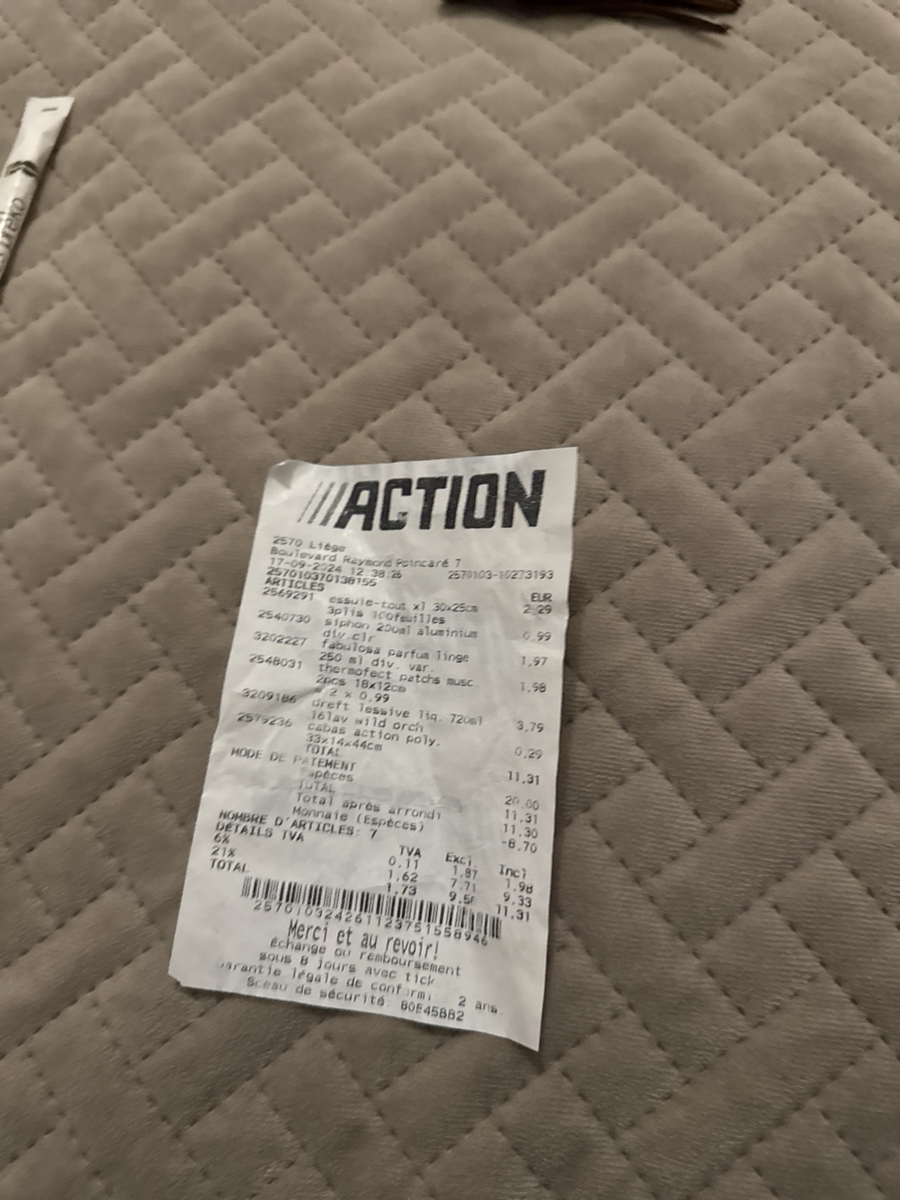 ///ACTION
2570 Liège
Boulevard Raymond Poincaré 7
17-09-2024 12:38:26 2570103-10273193
257010370138155
ARTICLES EUR
2569291 essuie-tout x1 30x25cm 2.29
3plis 100feuilles
2540730 siphon 200ml aluminium 0.99
div.clr
3202227 fabulosa parfum linge 1.97
250 ml div. var.
2548031 thermofect patchs musc. 1.98
2pcs 18x12cm
* 2 x 0.99
3209186 dreft lessive liq. 720ml 3.79
16lav wild orch
2579236 cabas action poly. 0.29
33x14x44cm
TOTAL 11.31
MODE DE PAIEMENT
Espèces 20.00
TOTAL 11.31
Total après arrondi 11.30
Monnaie (Espèces) -8.70
NOMBRE D'ARTICLES: 7
DÉTAILS TVA TVA Excl Incl
6% 0.11 1.87 1.98
21% 1.62 7.71 9.33
TOTAL 1.73 9.58 11.31
Merci et au revoir!
Échange ou remboursement
sous 8 jours avec tick
garantie légale de conformi 2 ans.
Sceau de sécurité: 80E45BB2